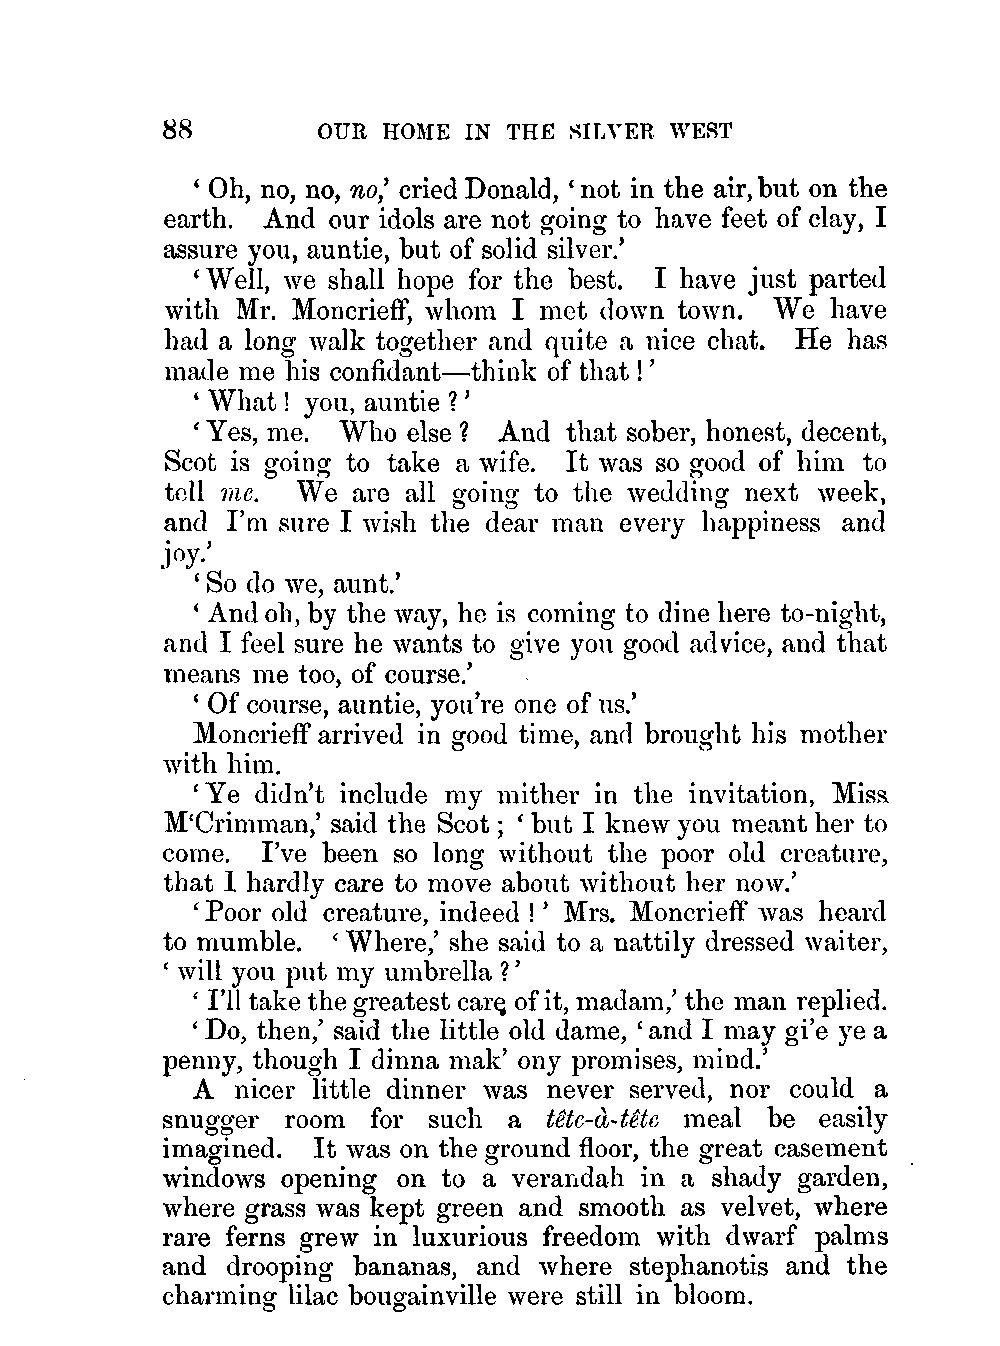 88 OUR HOME IN THE SILVER WEST
‘ Oh, no, no, no,’ cried Donald, ‘ not in the air, but on the
earth. And our idols are not going to have feet of clay, I
assure you, auntie, but of solid silver.’
‘ Well, we shall hope for the best. I have just parted
with Mr. Moncrieff, whom I met down town. We have
had a long walk together and quite a nice chat. He has
made me his confidant—think of that ! ’
‘ What ! you, auntie ? ’
‘ Yes, me. Who else ? And that sober, honest, decent,
Scot is going to take a wife. It was so good of him to
tell me. We are all going to the wedding next week,
and I’m sure I wish the dear man every happiness and
joy.’
‘ So do we, aunt.’
‘ And oh, by the way, he is coming to dine here to-night,
and I feel sure he wants to give you good advice, and that
means me too, of course.’
‘ Of course, auntie, you’re one of us.’
Moncrieff arrived in good time, and brought his mother
with him.
‘ Ye didn’t include my mither in the invitation, Miss
M‘Crimman,’ said the Scot ; ‘ but I knew you meant her to
come. I’ve been so long without the poor old creature,
that I hardly care to move about without her now.’
‘ Poor old creature, indeed ! ’ Mrs. Moncrieff was heard
to mumble. ‘ Where,’ she said to a nattily dressed waiter,
‘ will you put my umbrella ? ’
‘ I’ll take the greatest care of it, madam,’ the man replied.
‘ Do, then,’ said the little old dame, ‘ and I may gi’e ye a
penny, though I dinna mak’ ony promises, mind.’
A nicer little dinner was never served, nor could a
snugger room for such a tête-à-tête meal be easily
imagined. It was on the ground floor, the great casement
windows opening on to a verandah in a shady garden,
where grass was kept green and smooth as velvet, where
rare ferns grew in luxurious freedom with dwarf palms
and drooping bananas, and where stephanotis and the
charming lilac bougainville were still in bloom.